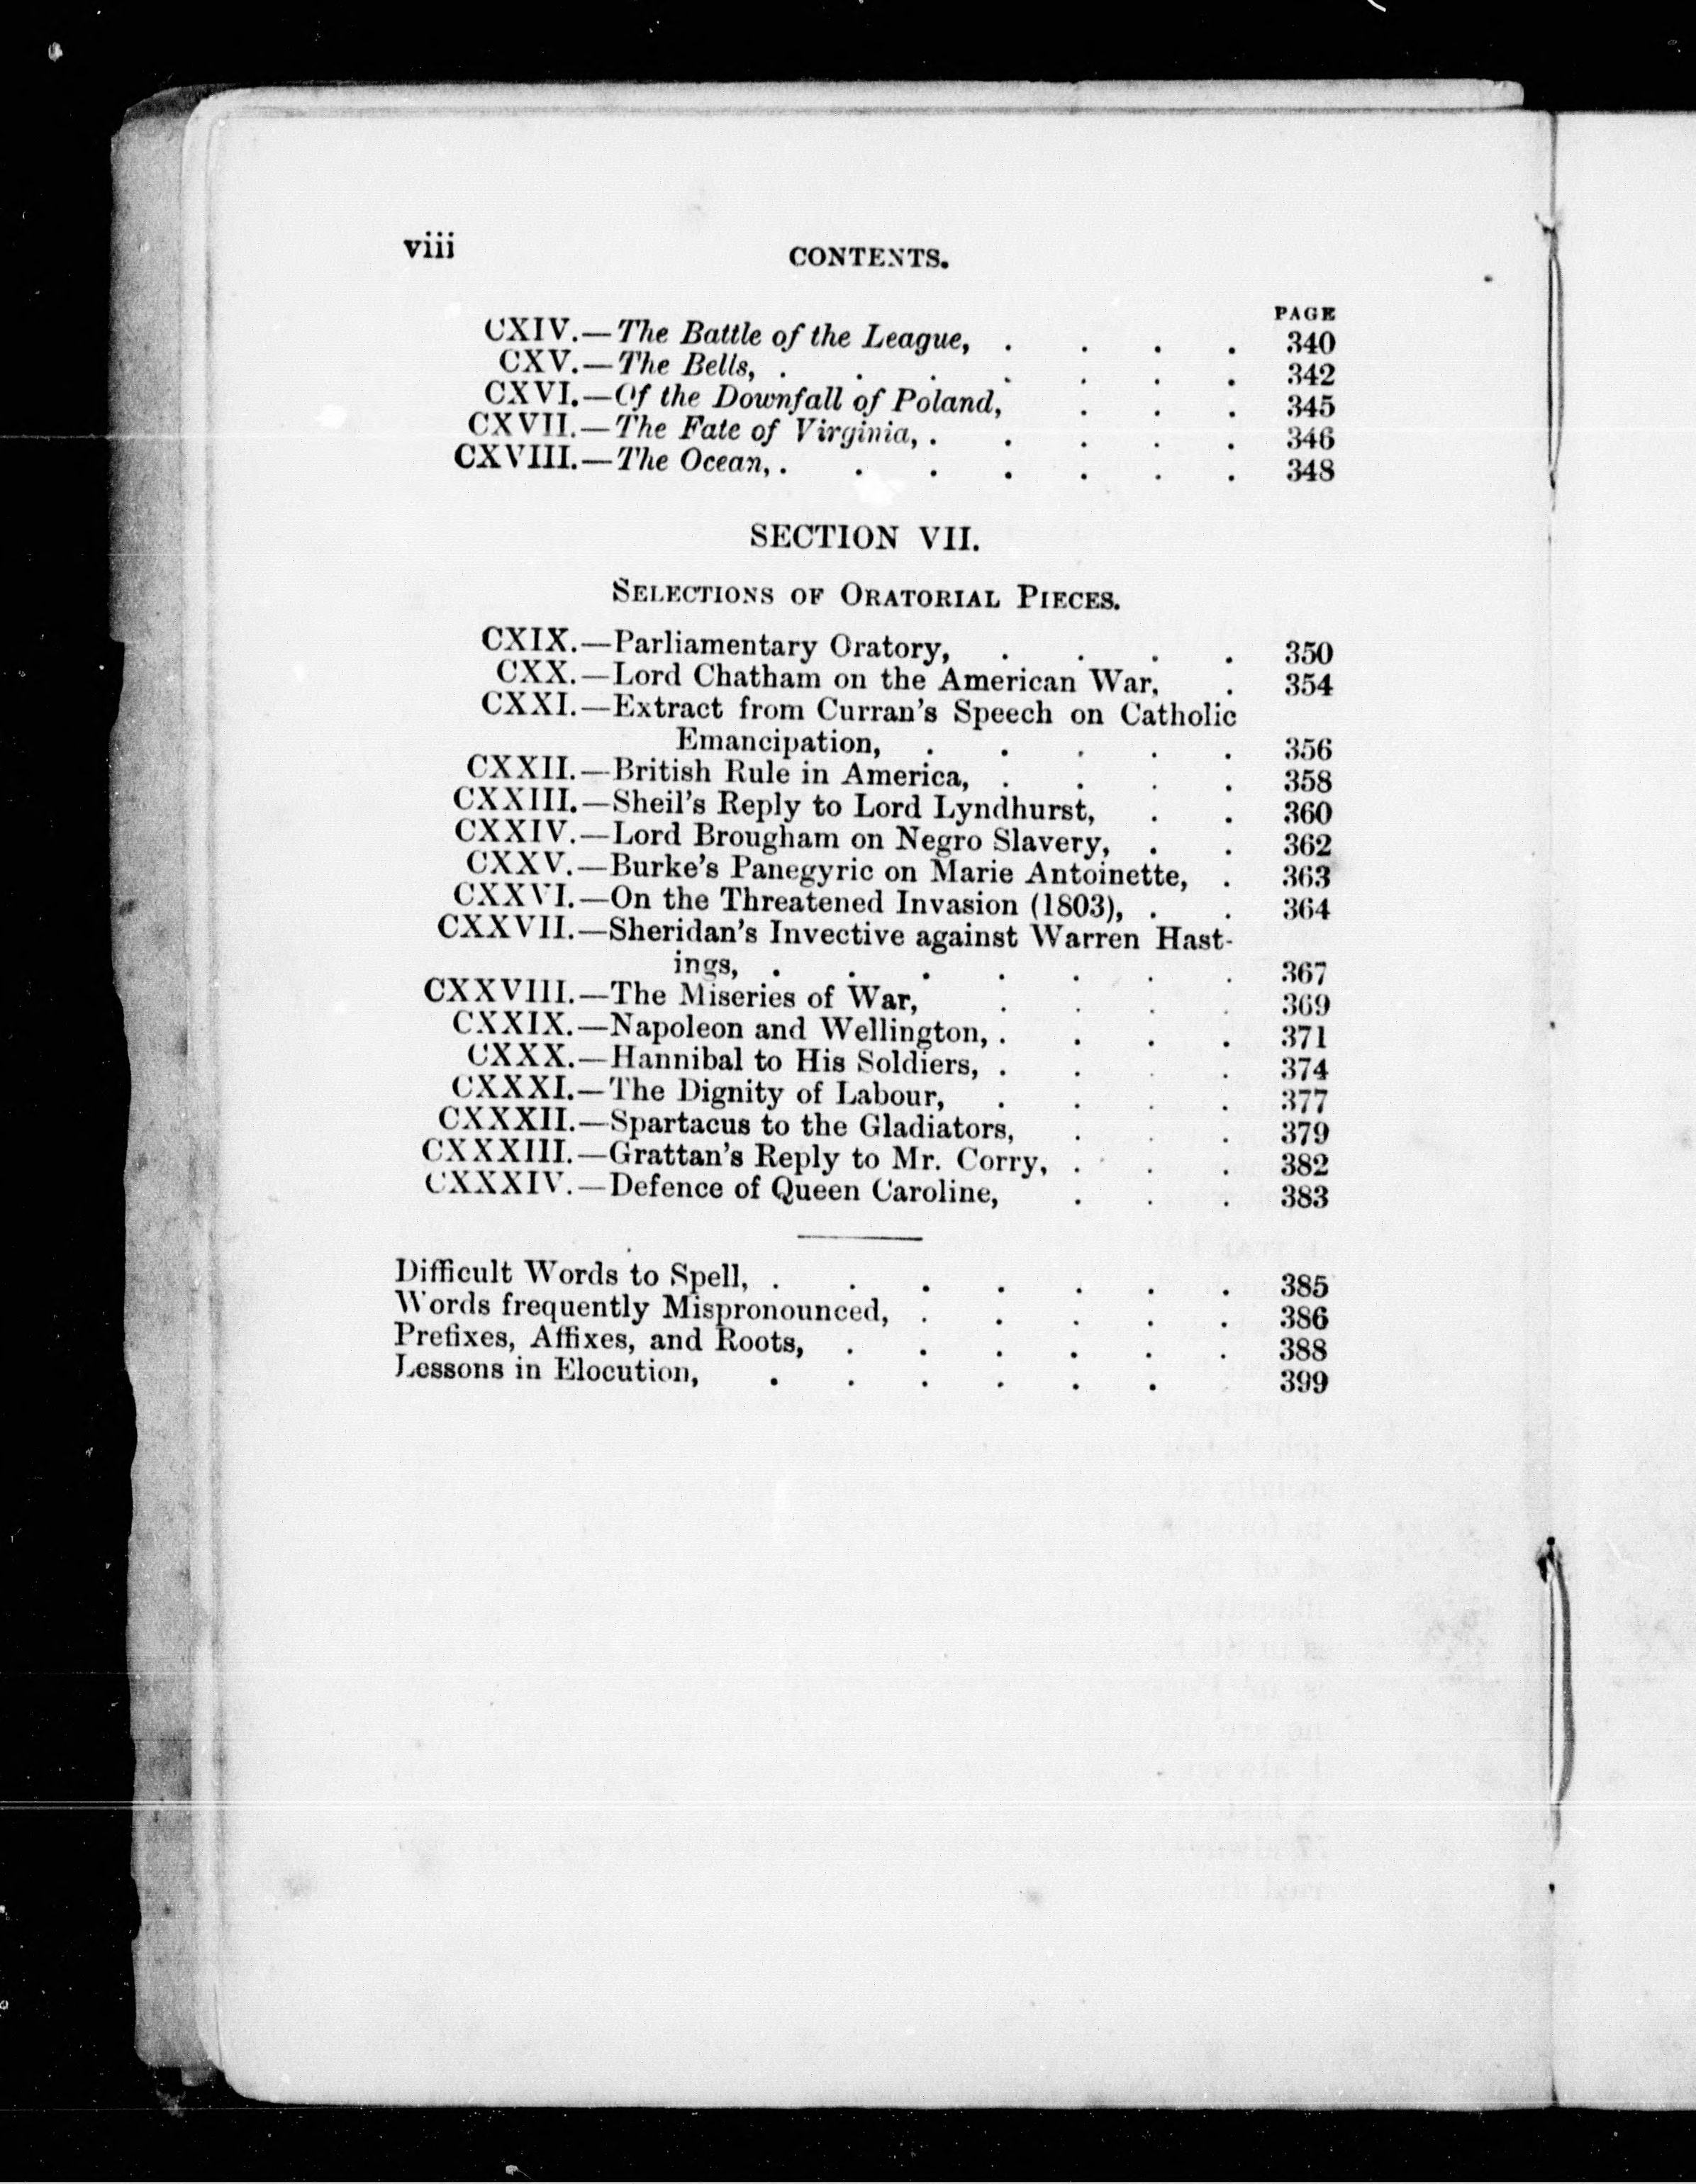 viii
CONTENTS.
PAGE
CXIV.—The Battle of the League, . . . . 340
CXV.—The Bells, . . . . . . . 342
CXVI.—Of the Downfall of Poland, . . . 345
CXVII.—The Fate of Virginia, . . . . . 346
CXVIII.—The Ocean, . . . . . . . 348
SECTION VII.
SELECTIONS OF ORATORIAL PIECES.
CXIX.—Parliamentary Oratory, . . . . 350
CXX.—Lord Chatham on the American War, . 354
CXXI.—Extract from Curran's Speech on Catholic
Emancipation, . . . . . 356
CXXII.—British Rule in America, . . . . 358
CXXIII.—Sheil's Reply to Lord Lyndhurst, . . 360
CXXIV.—Lord Brougham on Negro Slavery, . . 362
CXXV.—Burke's Panegyric on Marie Antoinette, . 363
CXXVI.—On the Threatened Invasion (1803), . . 364
CXXVII.—Sheridan's Invective against Warren Hast-
ings, . . . . . . . 367
CXXVIII.—The Miseries of War, . . . . 369
CXXIX.—Napoleon and Wellington, . . . . 371
CXXX.—Hannibal to His Soldiers, . . . . 374
CXXXI.—The Dignity of Labour, . . . . 377
CXXXII.—Spartacus to the Gladiators, . . . 379
CXXXIII.—Grattan's Reply to Mr. Corry, . . . 382
CXXXIV.—Defence of Queen Caroline, . . . 383
Difficult Words to Spell, . . . . . . . 385
Words frequently Mispronounced, . . . . . 386
Prefixes, Affixes, and Roots, . . . . . . 388
Lessons in Elocution, . . . . . . . 399